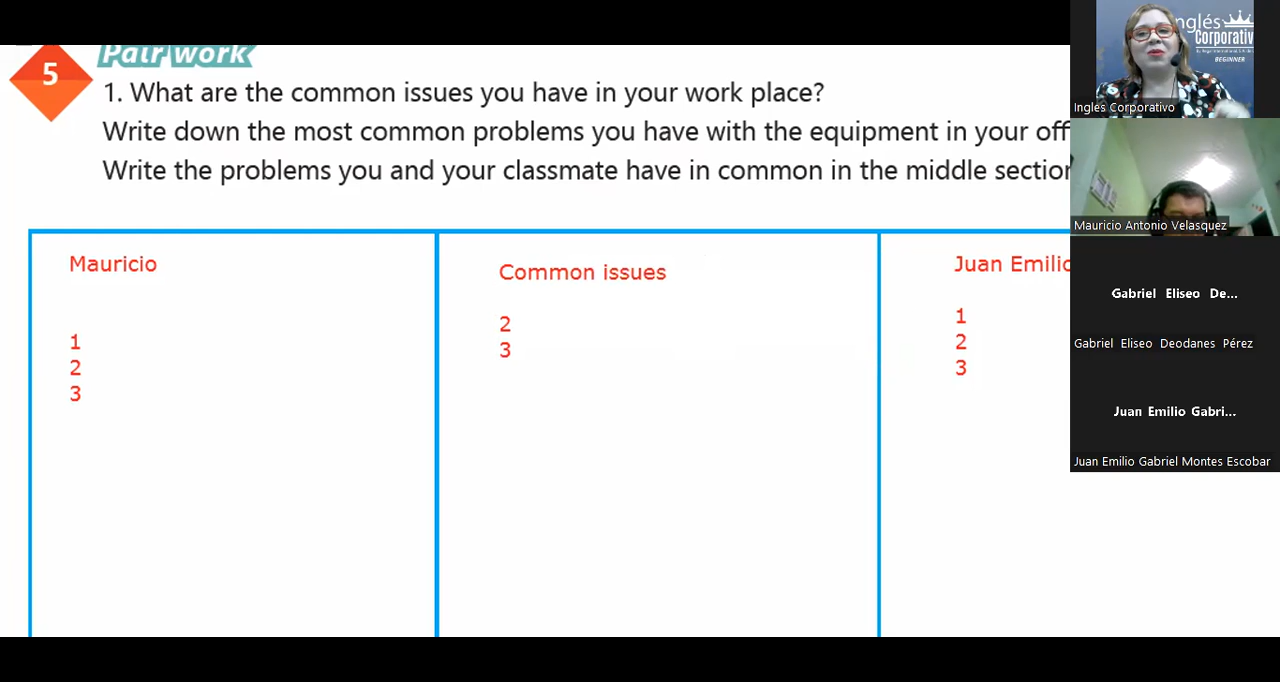 Pair work
5
1. What are the common issues you have in your work place?
Write down the most common problems you have with the equipment in your off
Write the problems you and your classmate have in common in the middle section
Mauricio
1
2
3
Common issues
2
3
Juan Emilio
1
2
3
Inglés
Corporativ
BEGINNER
Ingles Corporativo
Mauricio Antonio Velasquez
Gabriel Eliseo De...
Gabriel Eliseo Deodanes Pérez
Juan Emilio Gabri...
Juan Emilio Gabriel Montes Escobar